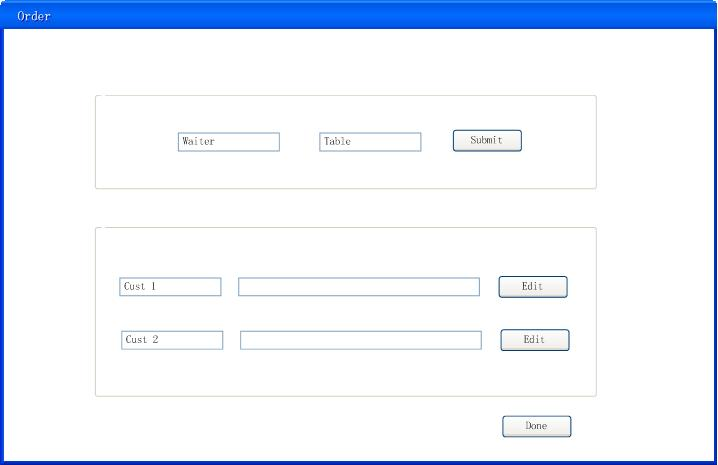 Order
Waiter Table Submit
Cust 1 Edit
Cust 2 Edit
Done